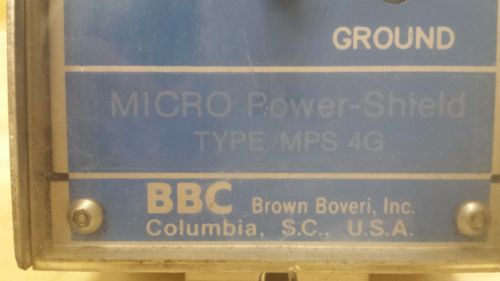 GROUND
MICRO Power-Shield
TYPE MPS 4G
BBC Brown Boveri, Inc.
Columbia, S.C., U.S.A.